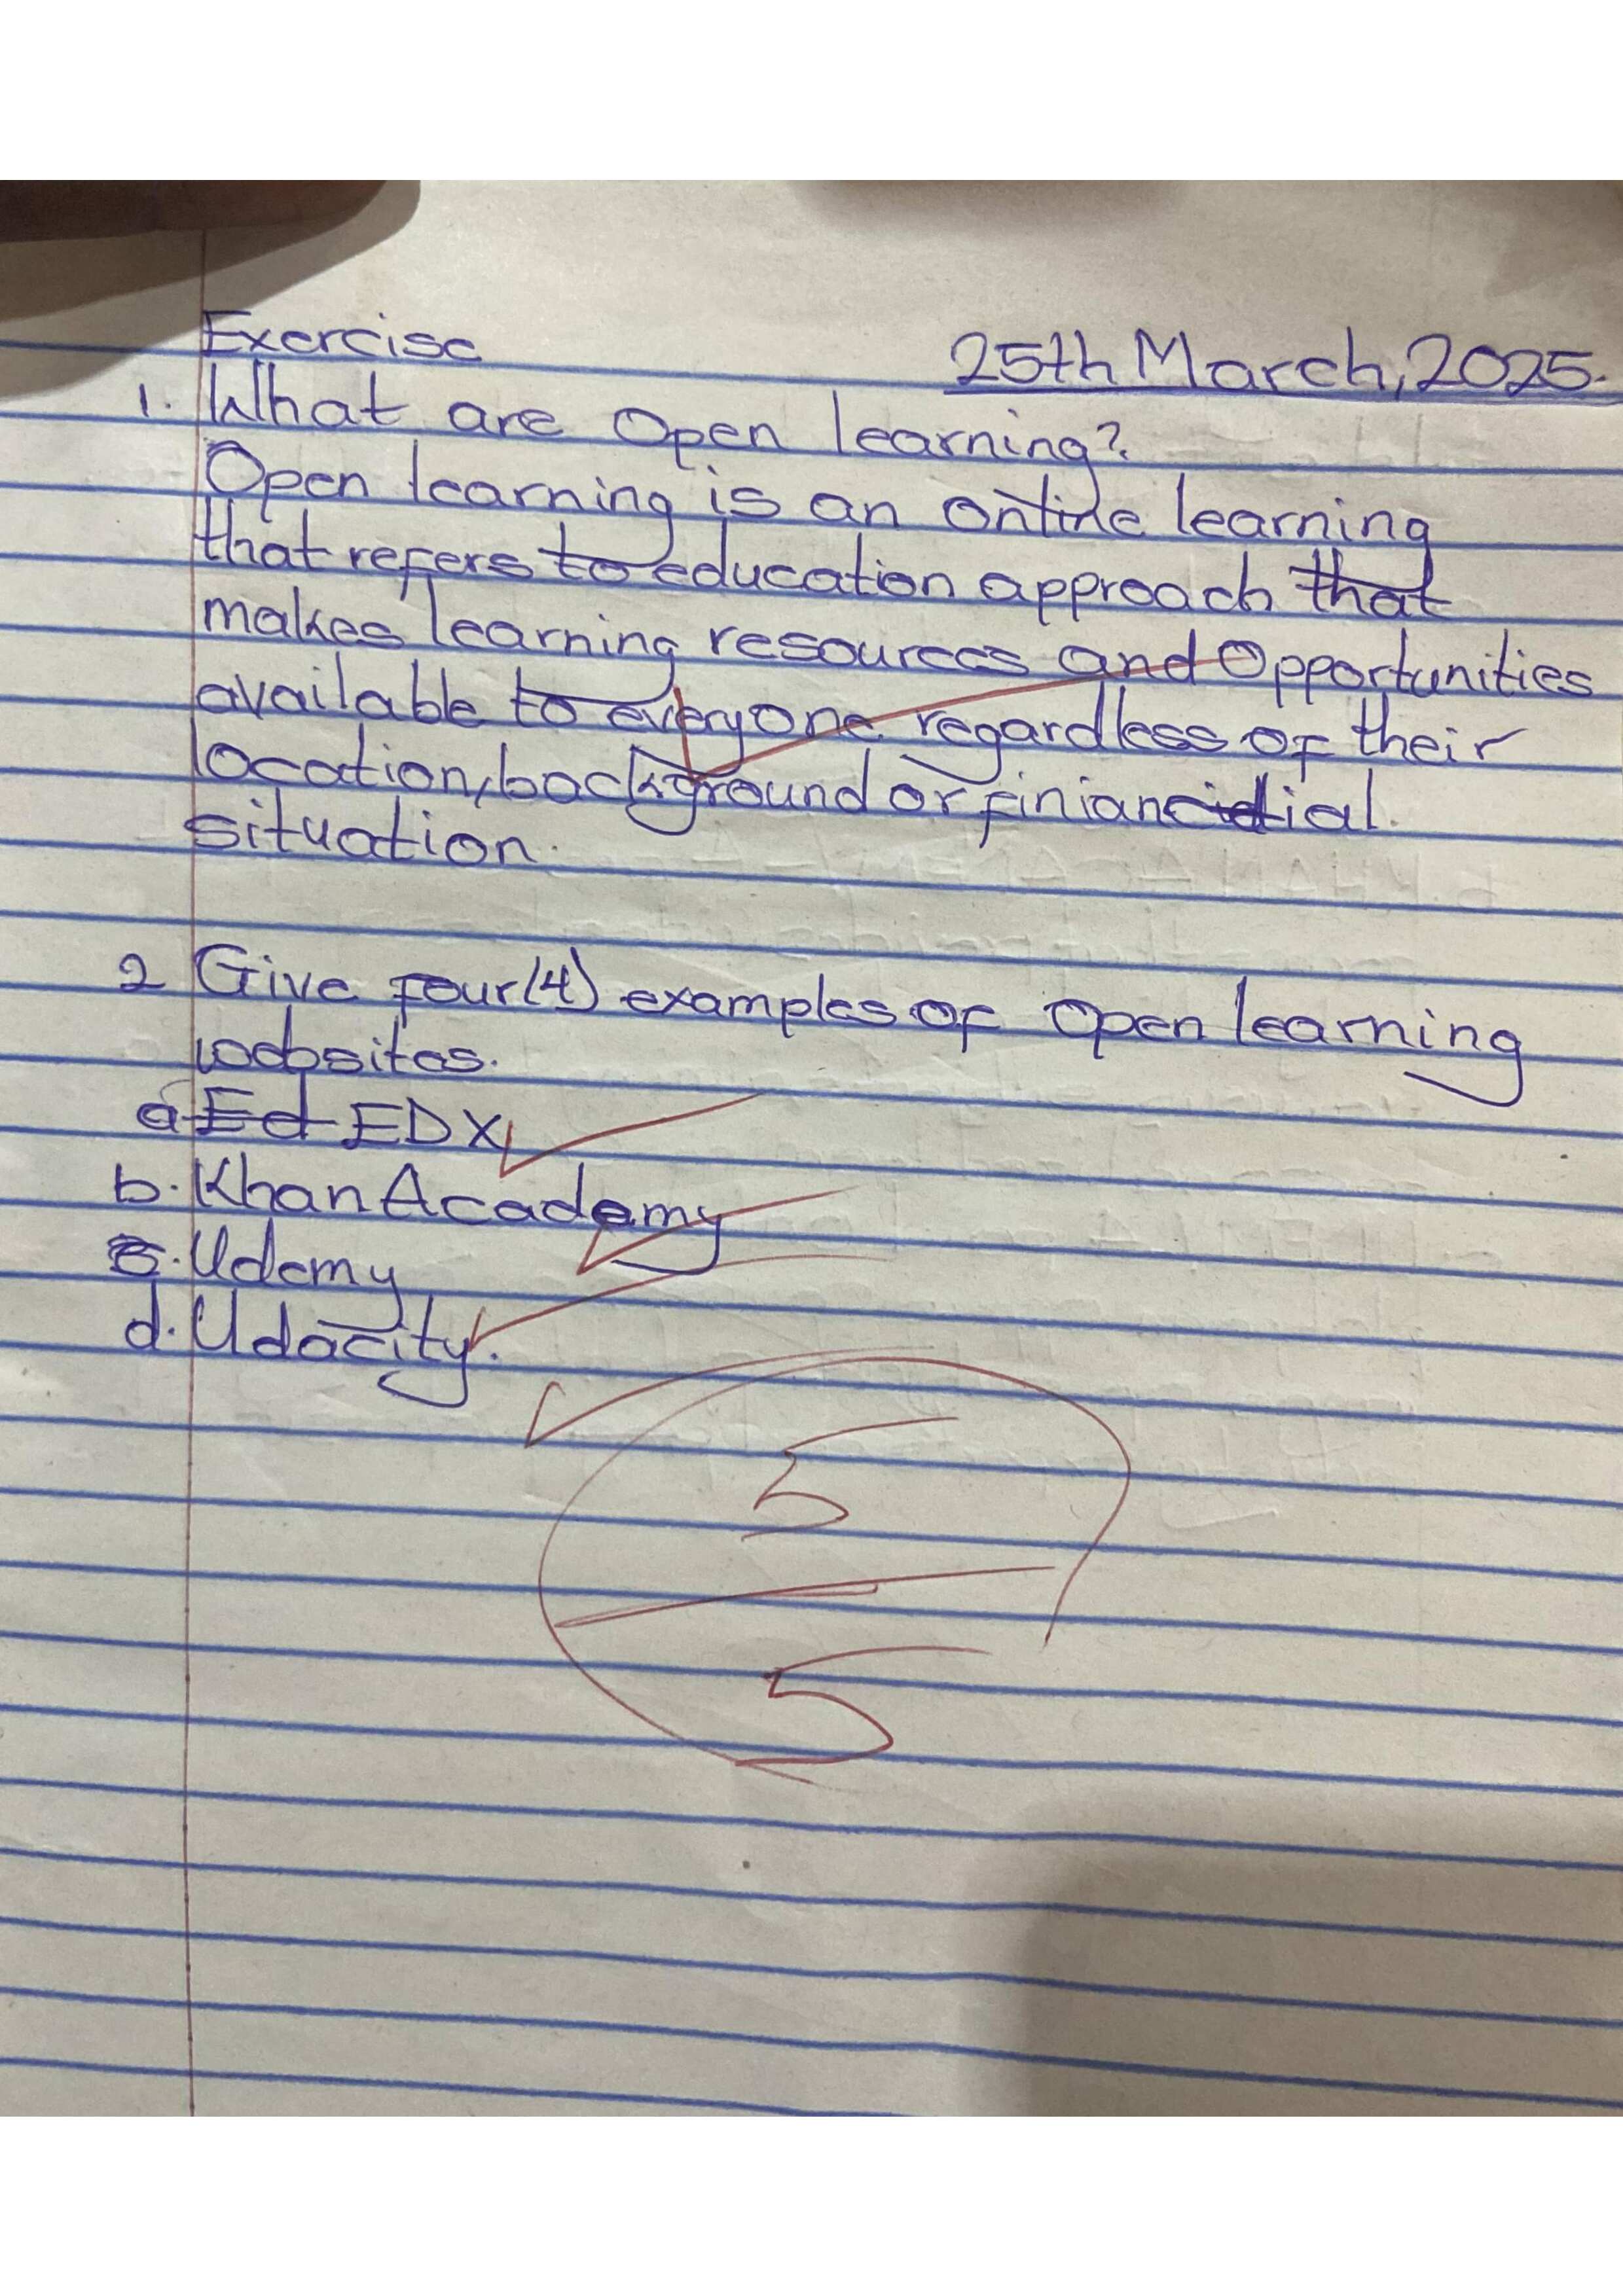 Exercise
25th March, 2025.
1. What are Open learning?
Open learning is an online learning
that refers to education approach that
makes learning resources and Opportunities
available to everyone regardless of their
location, background or finiancidial.
situation.
2 Give four (4) examples of Open learning
websites.
a. Ed EDX
b. Khan Academy
c. Udemy
d. Udacity.
5
5